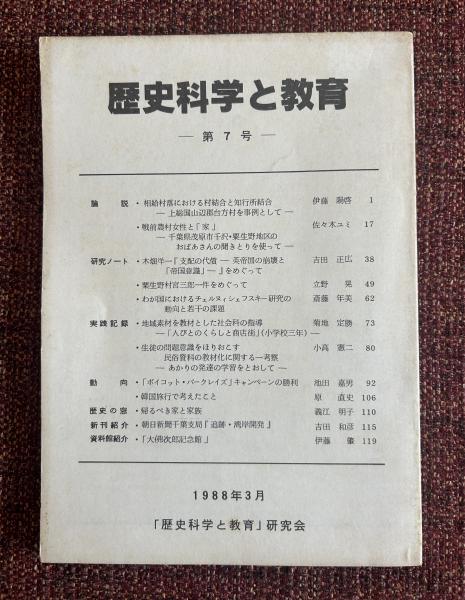 歴史科学と教育
— 第7号 —
論説・相給村落における村結合と知行所結合 伊藤 陽啓 1
— 上総国山辺郡台方村を事例として —
・戦前農村女性と「家」 佐々木ユミ 17
— 千葉県茂原市千沢・粟生野地区の
おばあさんの聞きとりを使って —
研究ノート・木畑洋一『支配の代償 — 英帝国の崩壊と 吉田 正広 38
「帝国意識」—』をめぐって
・粟生野村宮三郎一件をめぐって 立野 晃 49
・わが国におけるチェルヌィシェフスキー研究の 斎藤 年美 62
動向と若干の課題
実践記録・地域素材を教材とした社会科の指導 菊地 定勝 73
—「人びとのくらしと商店街」(小学校三年)—
・生徒の問題意識をほりおこす 小高 憲二 80
民俗資料の教材化に関する一考察
— あかりの発達の学習をとおして —
動向・「ボイコット・バークレイズ」キャンペーンの勝利 池田 嘉男 92
・韓国旅行で考えたこと 原 直史 106
歴史の窓・帰るべき家と家族 義江 明子 110
新刊紹介・朝日新聞千葉支局『追跡・湾岸開発』 吉田 和彦 115
資料館紹介・「大佛次郎記念館」 伊藤 肇 119
1988年3月
「歴史科学と教育」研究会